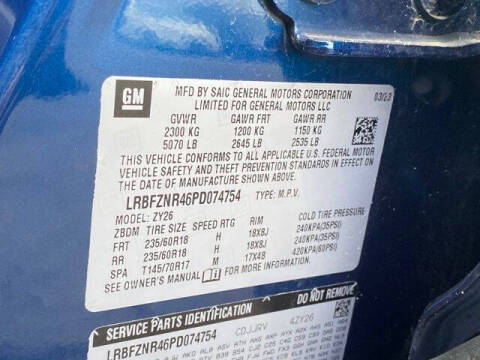 GM
MFD BY SAIC GENERAL MOTORS CORPORATION
LIMITED FOR GENERAL MOTORS LLC
03/23
GVWR GAWR FRT GAWR RR
2300 KG 1200 KG 1150 KG
5070 LB 2645 LB 2535 LB
THIS VEHICLE CONFORMS TO ALL APPLICABLE U.S. FEDERAL MOTOR
VEHICLE SAFETY AND THEFT PREVENTION STANDARDS IN EFFECT ON
THE DATE OF MANUFACTURE SHOWN ABOVE.
LRBFZNR46PD074754 TYPE: M.P.V.
MODEL: ZY26
ZBDM TIRE SIZE SPEED RTG RIM COLD TIRE PRESSURE
FRT 235/60R18 H 18X8J 240KPA(35PSI)
RR 235/60R18 H 18X8J 240KPA(35PSI)
SPA T145/70R17 M 17X4B 420KPA(60PSI)
SEE OWNER'S MANUAL FOR MORE INFORMATION
SERVICE PARTS IDENTIFICATION DO NOT REMOVE
LRBFZNR46PD074754 4ZY26